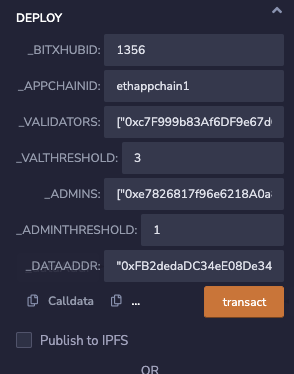 DEPLOY
_BITXHUBID: 1356
_APPCHAINID: ethappchain1
_VALIDATORS: ["0xc7F999b83Af6DF9e67d
_VALTHRESHOLD: 3
_ADMINS: ["0xe7826817f96e6218A0a
_ADMINTHRESHOLD: 1
_DATAADDR: "0xFB2dedaDC34eE08De34
Calldata ... transact
Publish to IPFS
OR